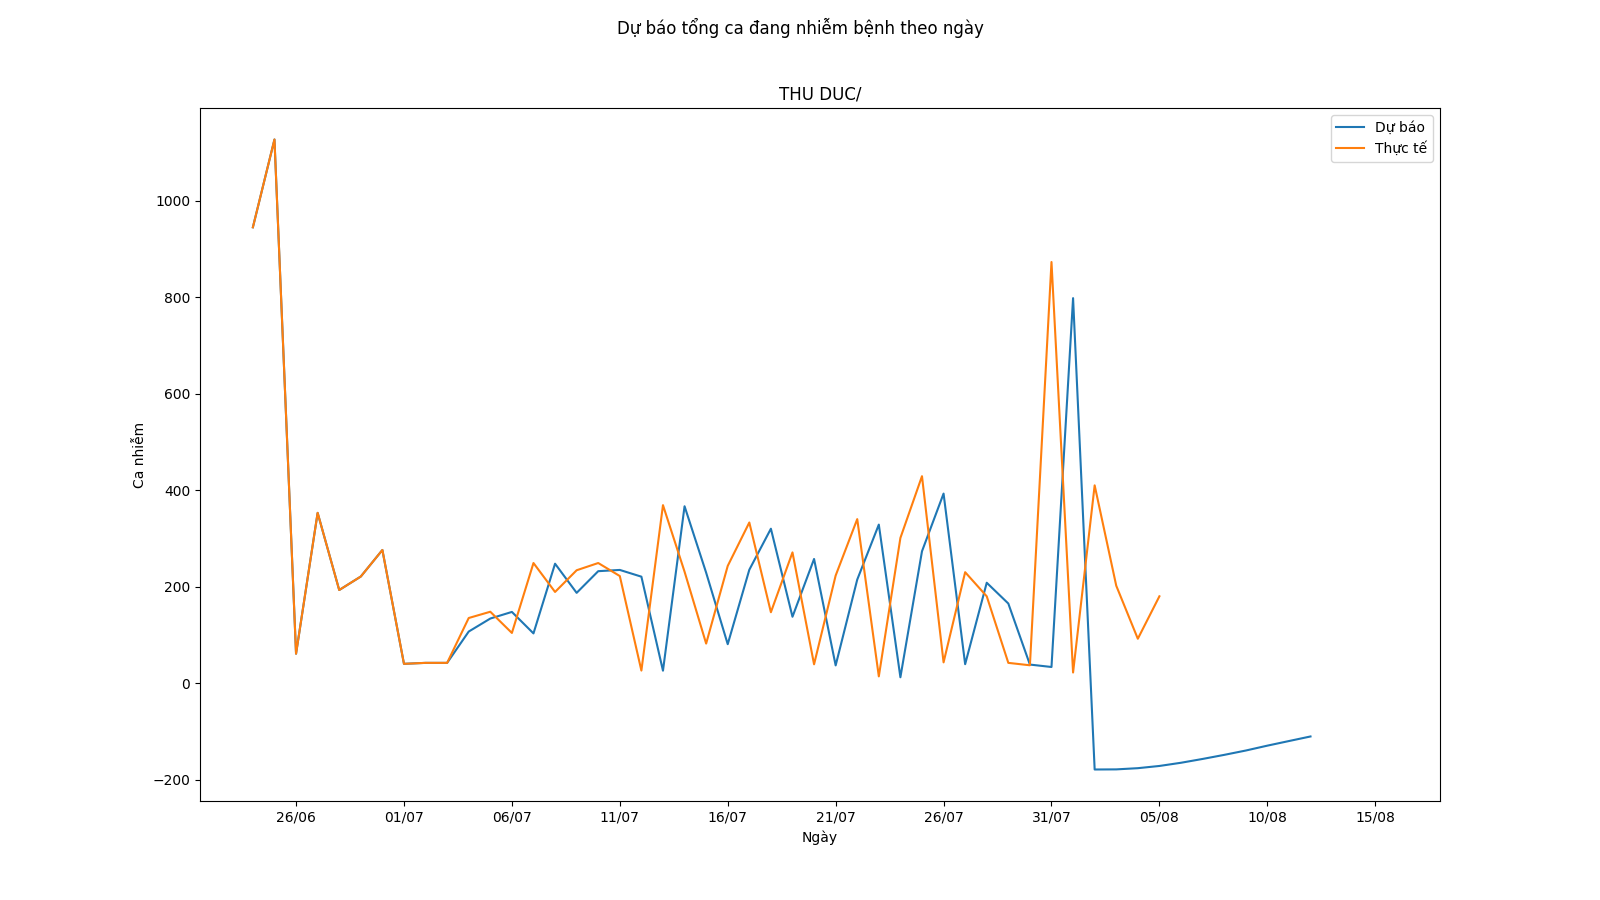 Dự báo tổng ca đang nhiễm bệnh theo ngày
THU DUC/
Dự báo
Thực tế
Ca nhiễm
1000
800
600
400
200
0
−200
26/06 01/07 06/07 11/07 16/07 21/07 26/07 31/07 05/08 10/08 15/08
Ngày